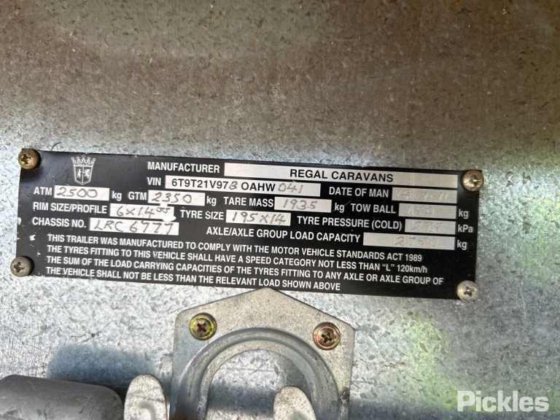 MANUFACTURER REGAL CARAVANS
VIN 6T9T21V97B OAHW 041 DATE OF MAN
ATM 2500 kg GTM 2350 kg TARE MASS 1935 kg TOW BALL kg
RIM SIZE/PROFILE 6x14 TYRE SIZE 195x14 TYRE PRESSURE (COLD) kPa
CHASSIS NO. LRC 6777 AXLE/AXLE GROUP LOAD CAPACITY kg
THIS TRAILER WAS MANUFACTURED TO COMPLY WITH THE MOTOR VEHICLE STANDARDS ACT 1989
THE TYRES FITTING TO THIS VEHICLE SHALL HAVE A SPEED CATEGORY NOT LESS THAN "L" 120km/h
THE SUM OF THE LOAD CARRYING CAPACITIES OF THE TYRES FITTING TO ANY AXLE OR AXLE GROUP OF
THE VEHICLE SHALL NOT BE LESS THAN THE RELEVANT LOAD SHOWN ABOVE
Pickles